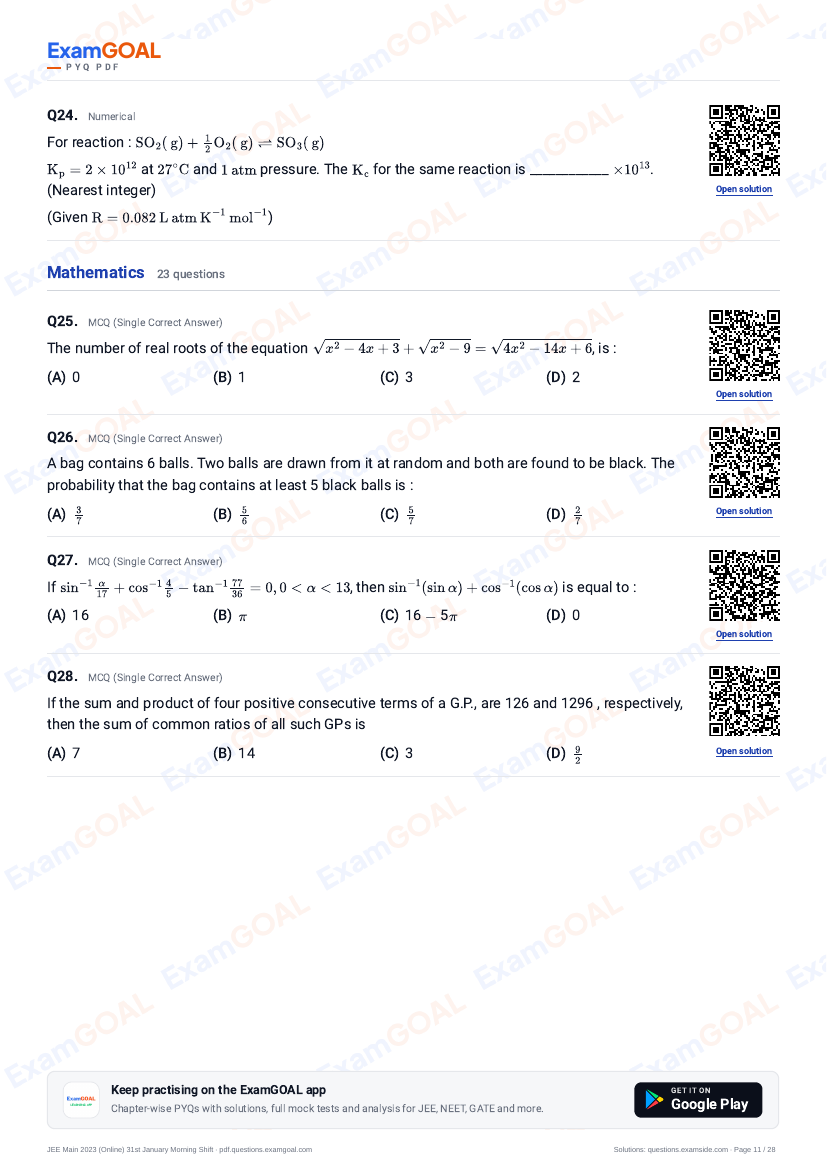 ExamGOAL
PYQ PDF
Q24. Numerical
For reaction : SO₂( g) + ½O₂( g) ⇌ SO₃( g)
Kₚ = 2 × 10¹² at 27°C and 1 atm pressure. The K꜀ for the same reaction is ___________ ×10¹³.
(Nearest integer)
(Given R = 0.082 L atm K⁻¹ mol⁻¹)
Open solution
Mathematics 23 questions
Q25. MCQ (Single Correct Answer)
The number of real roots of the equation √(x² − 4x + 3) + √(x² − 9) = √(4x² − 14x + 6), is :
(A) 0 (B) 1 (C) 3 (D) 2
Open solution
Q26. MCQ (Single Correct Answer)
A bag contains 6 balls. Two balls are drawn from it at random and both are found to be black. The
probability that the bag contains at least 5 black balls is :
(A) 3/7 (B) 5/6 (C) 5/7 (D) 2/7
Open solution
Q27. MCQ (Single Correct Answer)
If sin⁻¹ α/17 + cos⁻¹ 4/5 − tan⁻¹ 77/36 = 0, 0 < α < 13, then sin⁻¹(sin α) + cos⁻¹(cos α) is equal to :
(A) 16 (B) π (C) 16 − 5π (D) 0
Open solution
Q28. MCQ (Single Correct Answer)
If the sum and product of four positive consecutive terms of a G.P., are 126 and 1296 , respectively,
then the sum of common ratios of all such GPs is
(A) 7 (B) 14 (C) 3 (D) 9/2
Open solution
ExamGOAL
Keep practising on the ExamGOAL app
Chapter-wise PYQs with solutions, full mock tests and analysis for JEE, NEET, GATE and more.
GET IT ON
Google Play
JEE Main 2023 (Online) 31st January Morning Shift · pdf.questions.examgoal.com
Solutions: questions.examside.com · Page 11 / 28